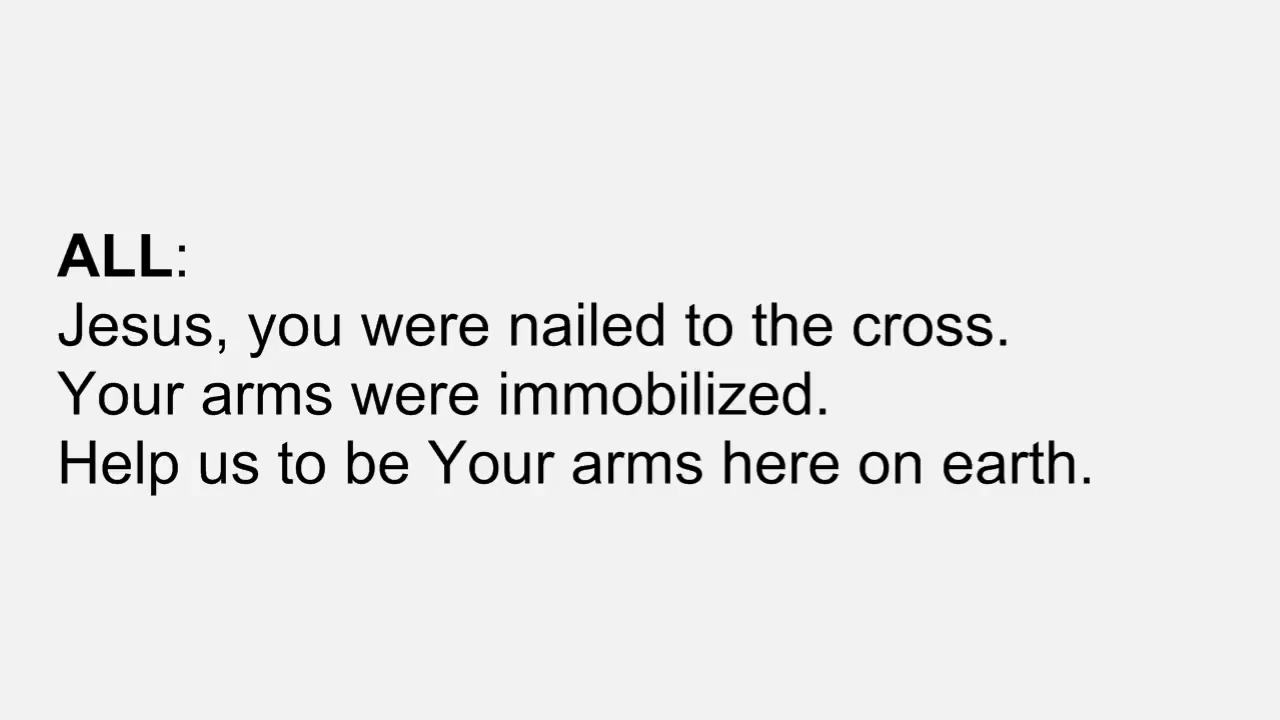 ALL:
Jesus, you were nailed to the cross.
Your arms were immobilized.
Help us to be Your arms here on earth.